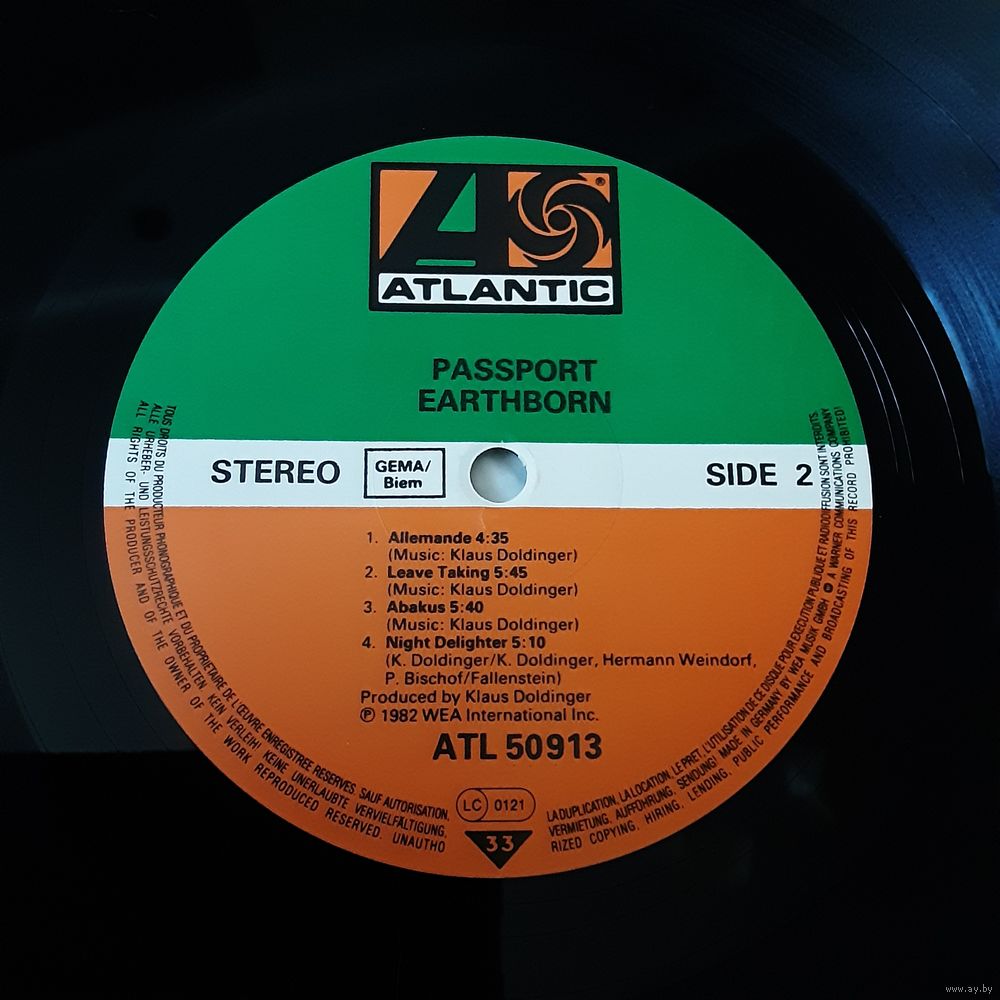 ATLANTIC
®
PASSPORT
EARTHBORN
STEREO
GEMA/
Biem
SIDE 2
1. Allemande 4:35
(Music: Klaus Doldinger)
2. Leave Taking 5:45
(Music: Klaus Doldinger)
3. Abakus 5:40
(Music: Klaus Doldinger)
4. Night Delighter 5:10
(K. Doldinger/K. Doldinger, Hermann Weindorf,
P. Bischof/Fallenstein)
Produced by Klaus Doldinger
℗ 1982 WEA International Inc.
ATL 50913
LC 0121
33
TOUS DROITS DU PRODUCTEUR PHONOGRAPHIQUE ET DU PROPRIETAIRE DE L'ŒUVRE ENREGISTREE RESERVES. SAUF AUTORISATION,
LA DUPLICATION, LA LOCATION, LE PRET, L'UTILISATION DE CE DISQUE POUR EXECUTION PUBLIQUE ET RADIODIFFUSION SONT INTERDITS.
ALLE URHEBER- UND LEISTUNGSSCHUTZRECHTE VORBEHALTEN. KEIN VERLEIH! KEINE UNERLAUBTE VERVIELFÄLTIGUNG,
VERMIETUNG, AUFFÜHRUNG, SENDUNG! MADE IN GERMANY BY WEA MUSIK GMBH A WARNER COMMUNICATIONS COMPANY
ALL RIGHTS OF THE PRODUCER AND OF THE OWNER OF THE WORK REPRODUCED RESERVED. UNAUTHO
RIZED COPYING, HIRING, LENDING, PUBLIC PERFORMANCE AND BROADCASTING OF THIS RECORD PROHIBITED!
www.ay.by